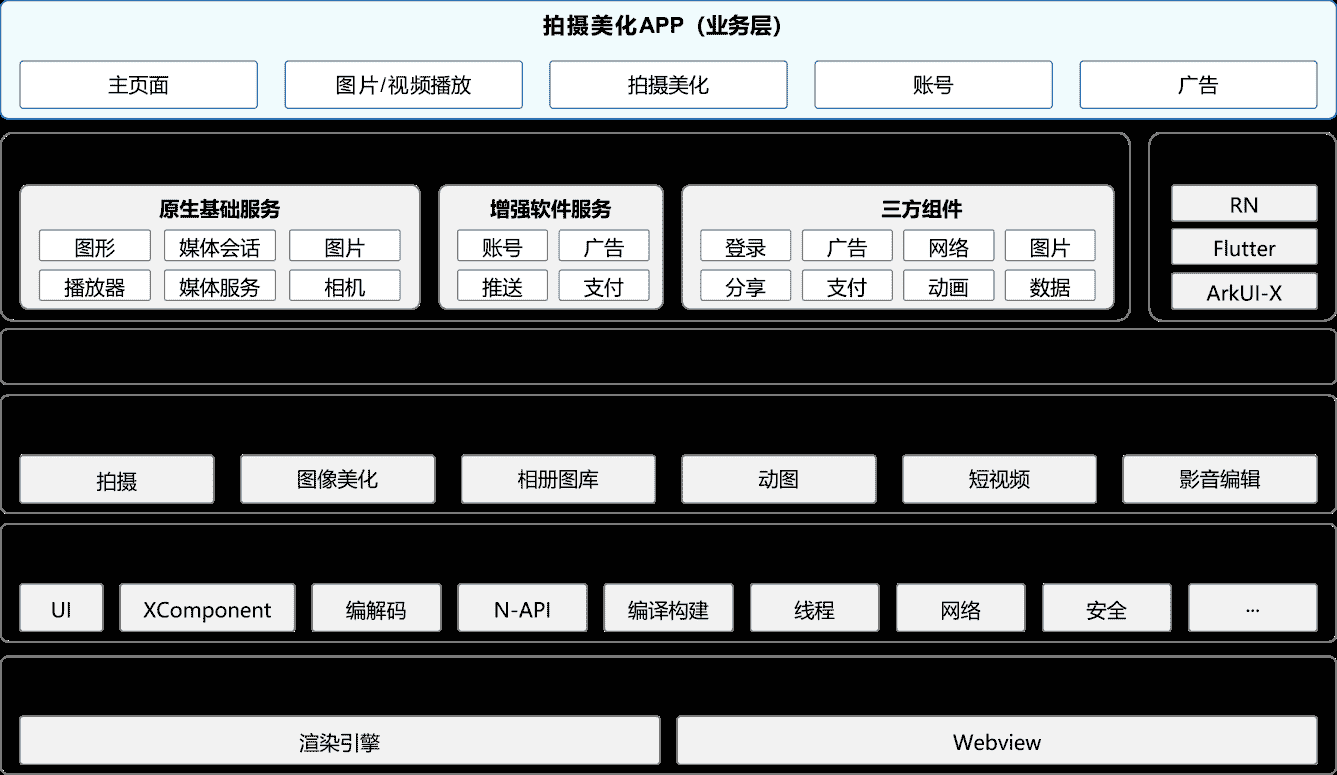 拍摄美化APP（业务层）
主页面
图片/视频播放
拍摄美化
账号
广告
原生基础服务
图形
媒体会话
图片
播放器
媒体服务
相机
增强软件服务
账号
广告
推送
支付
三方组件
登录
广告
网络
图片
分享
支付
动画
数据
RN
Flutter
ArkUI-X
拍摄
图像美化
相册图库
动图
短视频
影音编辑
UI
XComponent
编解码
N-API
编译构建
线程
网络
安全
...
渲染引擎
Webview